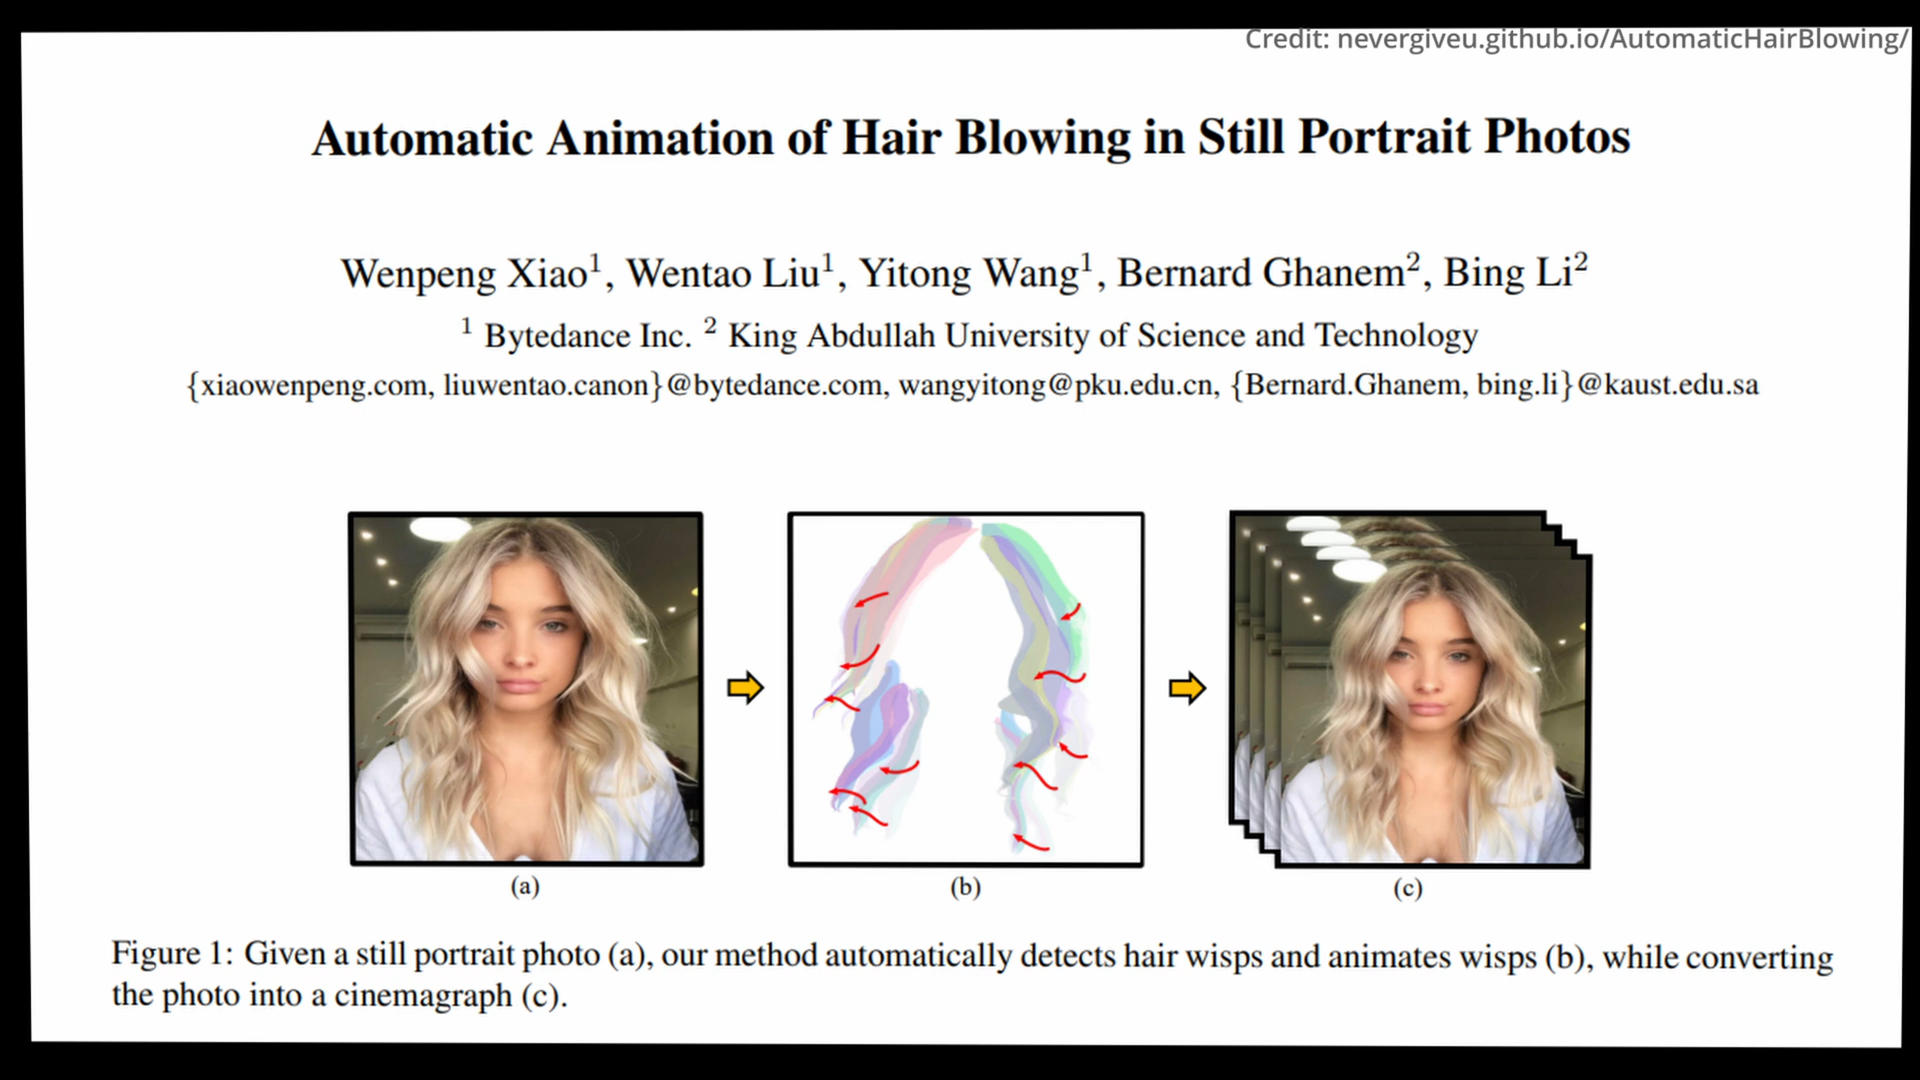 Credit: nevergiveu.github.io/AutomaticHairBlowing/
Automatic Animation of Hair Blowing in Still Portrait Photos
Wenpeng Xiao1, Wentao Liu1, Yitong Wang1, Bernard Ghanem2, Bing Li2
1 Bytedance Inc. 2 King Abdullah University of Science and Technology
{xiaowenpeng.com, liuwentao.canon}@bytedance.com, wangyitong@pku.edu.cn, {Bernard.Ghanem, bing.li}@kaust.edu.sa
(a)
(b)
(c)
Figure 1: Given a still portrait photo (a), our method automatically detects hair wisps and animates wisps (b), while converting
the photo into a cinemagraph (c).